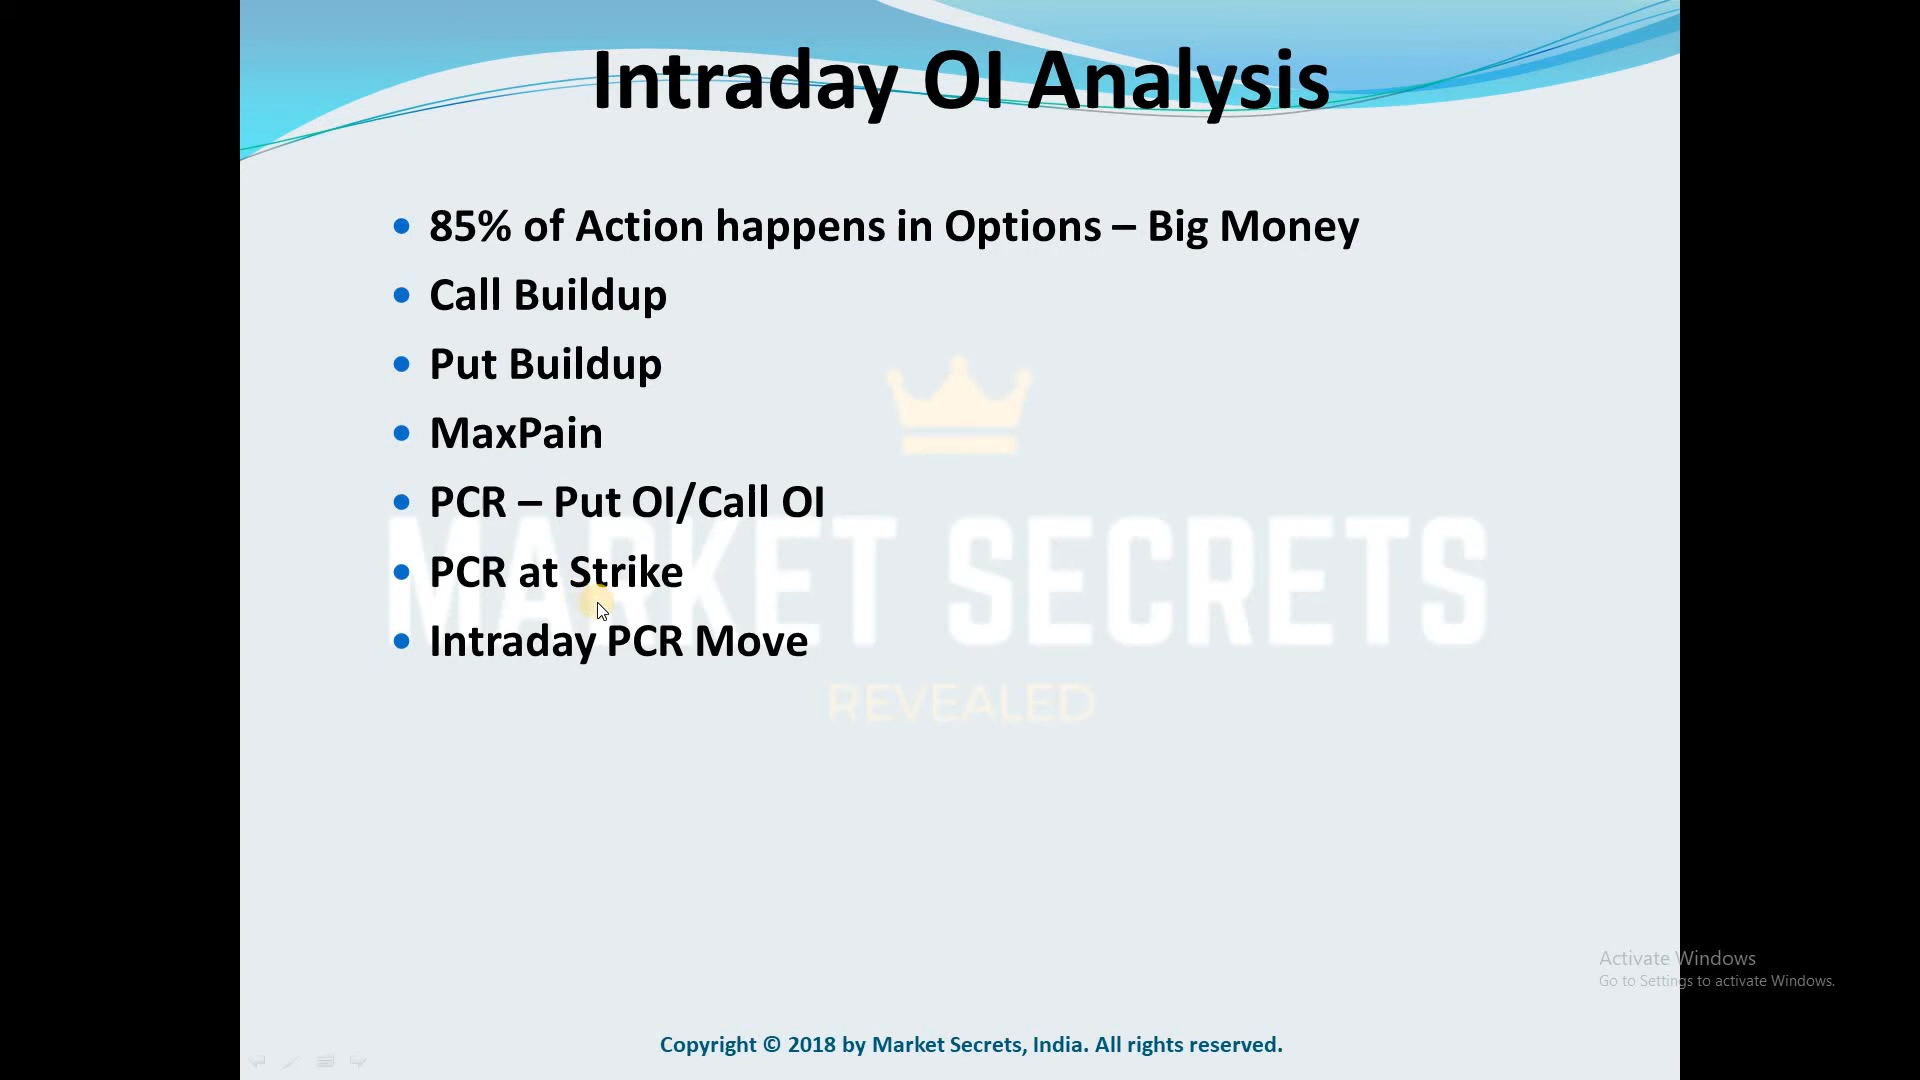 Intraday OI Analysis
85% of Action happens in Options – Big Money
Call Buildup
Put Buildup
MaxPain
PCR – Put OI/Call OI
PCR at Strike
Intraday PCR Move
MARKET SECRETS
REVEALED
Activate Windows
Go to Settings to activate Windows.
Copyright © 2018 by Market Secrets, India. All rights reserved.